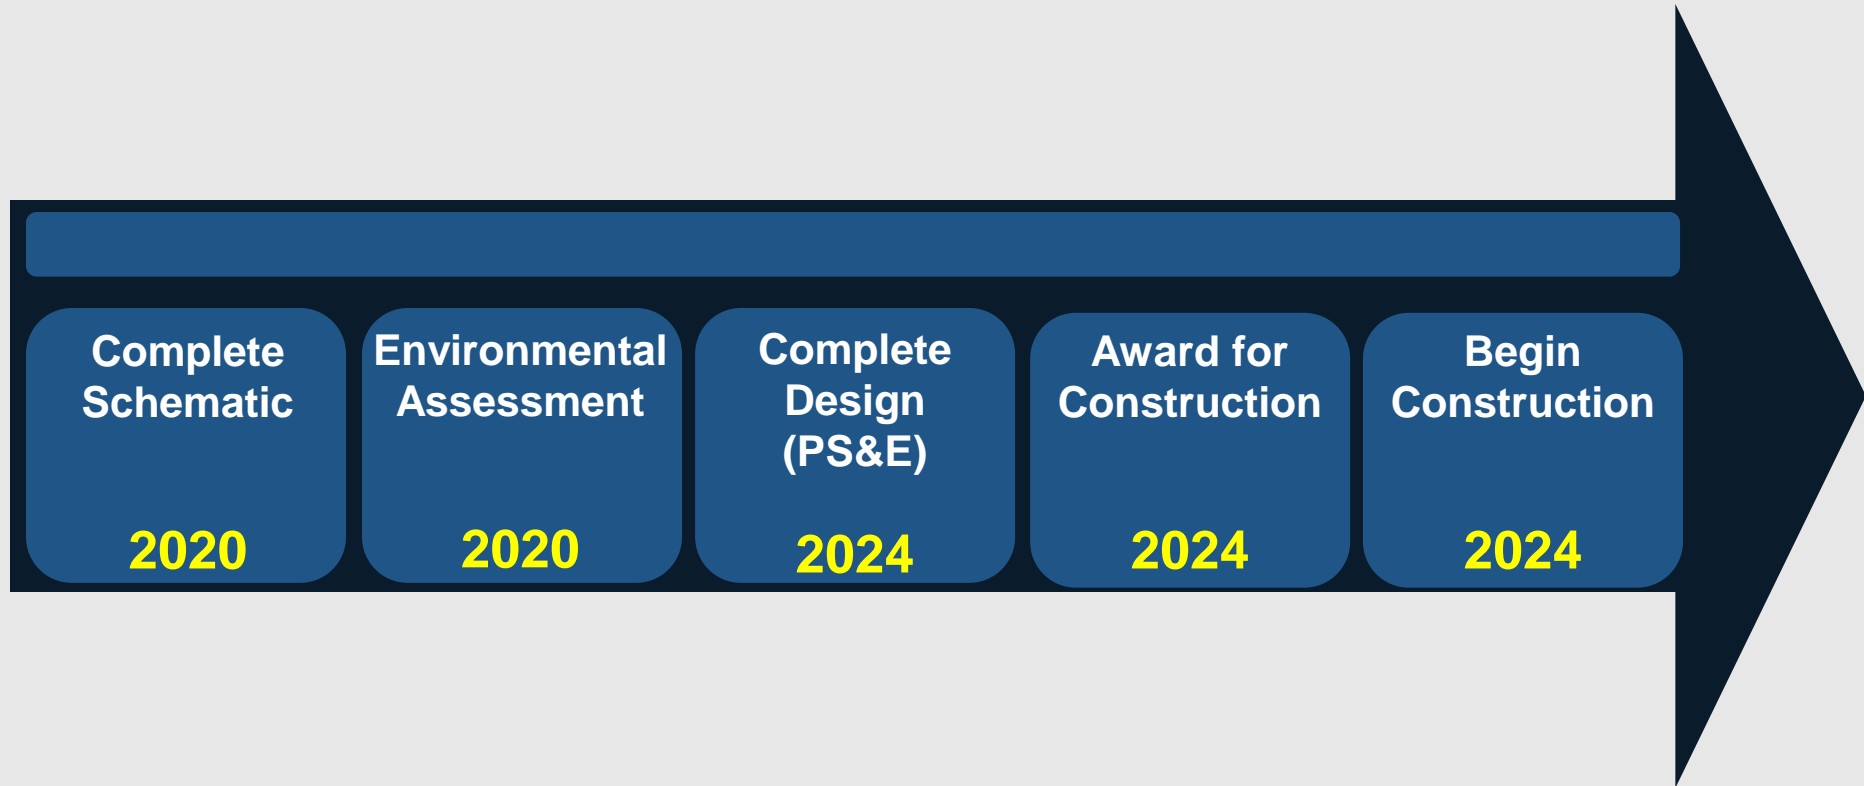 Complete
Schematic
2020
Environmental
Assessment
2020
Complete
Design
(PS&E)
2024
Award for
Construction
2024
Begin
Construction
2024